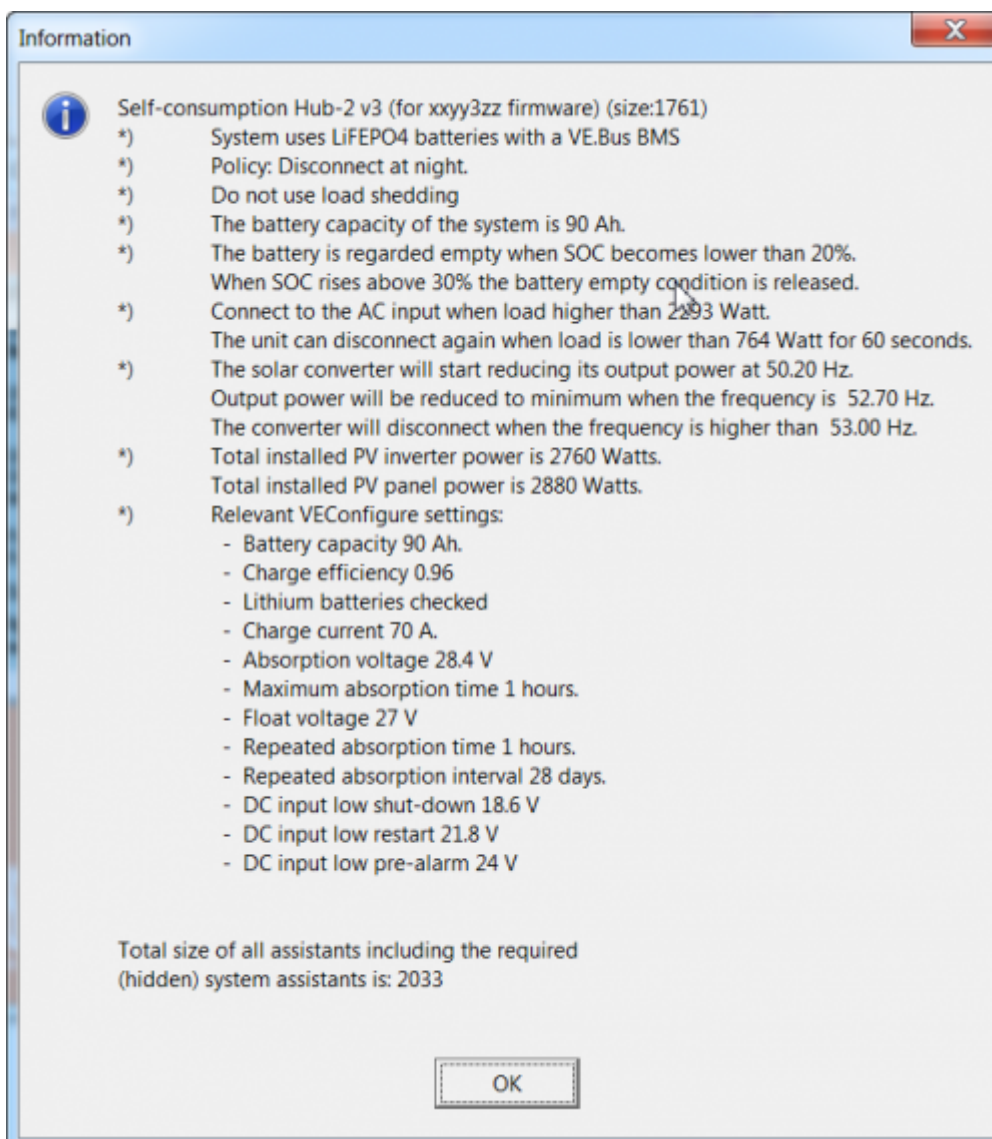 Information
Self-consumption Hub-2 v3 (for xxyy3zz firmware) (size:1761)
*) System uses LiFEPO4 batteries with a VE.Bus BMS
*) Policy: Disconnect at night.
*) Do not use load shedding
*) The battery capacity of the system is 90 Ah.
*) The battery is regarded empty when SOC becomes lower than 20%.
When SOC rises above 30% the battery empty condition is released.
*) Connect to the AC input when load higher than 2293 Watt.
The unit can disconnect again when load is lower than 764 Watt for 60 seconds.
*) The solar converter will start reducing its output power at 50.20 Hz.
Output power will be reduced to minimum when the frequency is 52.70 Hz.
The converter will disconnect when the frequency is higher than 53.00 Hz.
*) Total installed PV inverter power is 2760 Watts.
Total installed PV panel power is 2880 Watts.
*) Relevant VEConfigure settings:
- Battery capacity 90 Ah.
- Charge efficiency 0.96
- Lithium batteries checked
- Charge current 70 A.
- Absorption voltage 28.4 V
- Maximum absorption time 1 hours.
- Float voltage 27 V
- Repeated absorption time 1 hours.
- Repeated absorption interval 28 days.
- DC input low shut-down 18.6 V
- DC input low restart 21.8 V
- DC input low pre-alarm 24 V
Total size of all assistants including the required
(hidden) system assistants is: 2033
OK